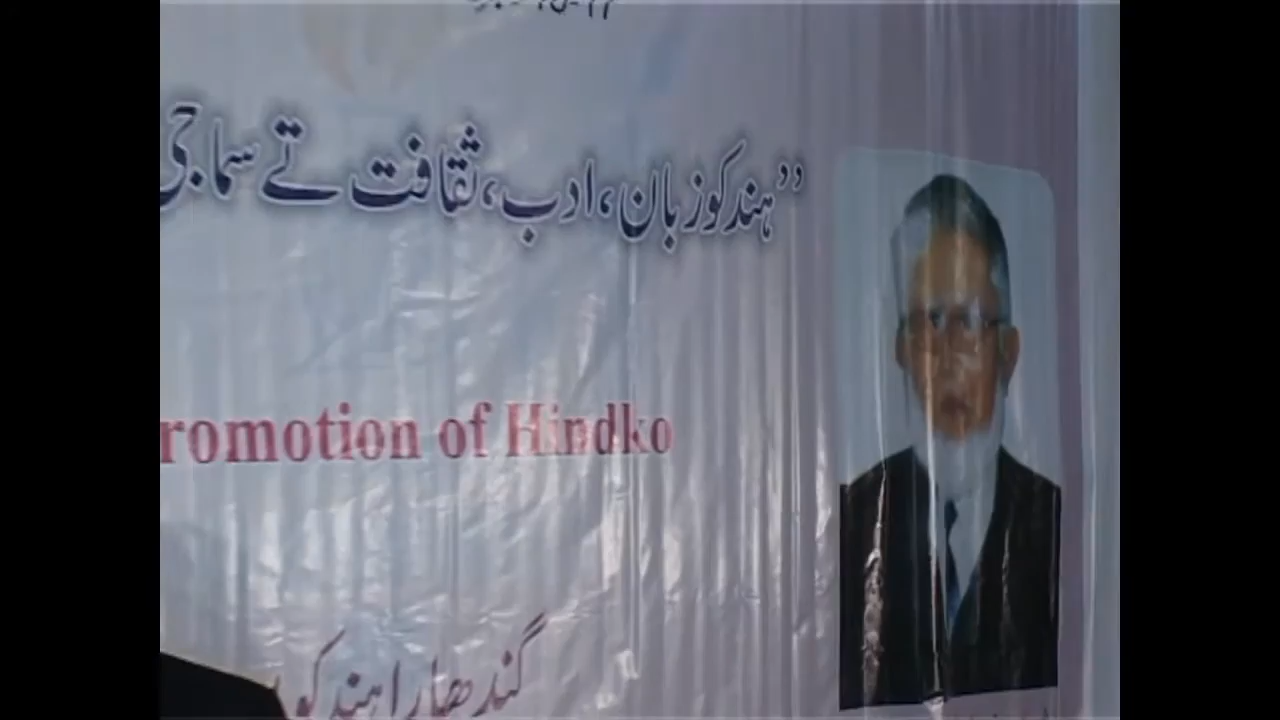 ”ہندکو زبان، ادب، ثقافت تے سماجی
romotion of Hindko
گندھارا ہندکو